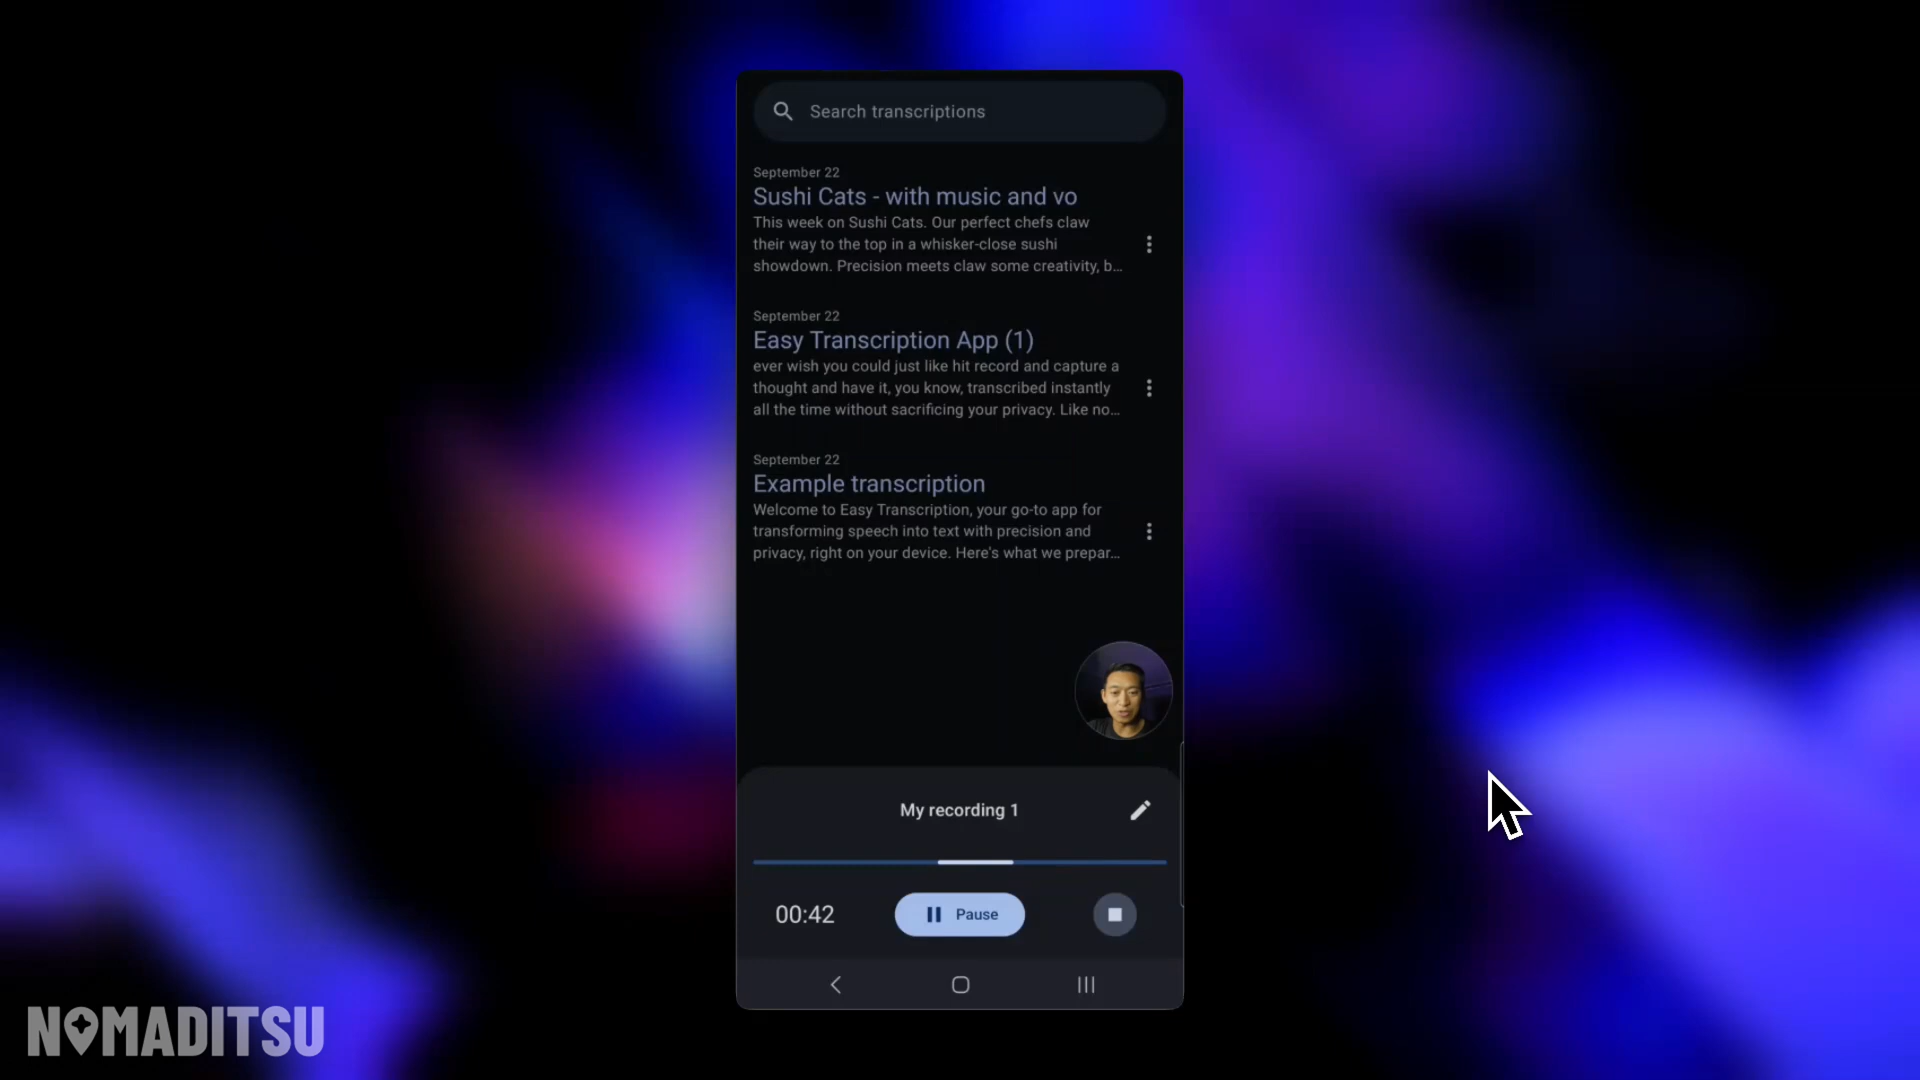 Search transcriptions
September 22
Sushi Cats - with music and vo
This week on Sushi Cats. Our perfect chefs claw
their way to the top in a whisker-close sushi
showdown. Precision meets claw some creativity, b...
September 22
Easy Transcription App (1)
ever wish you could just like hit record and capture a
thought and have it, you know, transcribed instantly
all the time without sacrificing your privacy. Like no...
September 22
Example transcription
Welcome to Easy Transcription, your go-to app for
transforming speech into text with precision and
privacy, right on your device. Here's what we prepar...
My recording 1
00:42
Pause
NOMADITSU